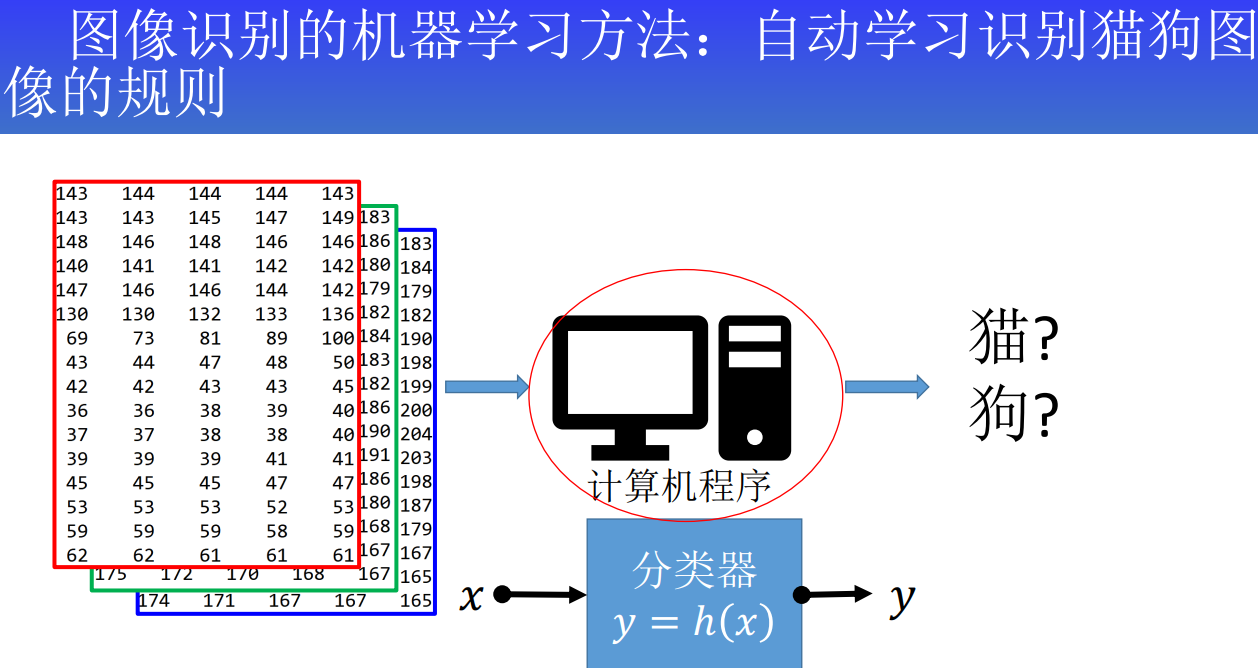 图像识别的机器学习方法：自动学习识别猫狗图
像的规则
143 144 144 144 143
143 143 145 147 149 183
148 146 148 146 146 186 183
140 141 141 142 142 180 184
147 146 146 144 142 179 179
130 130 132 133 136 182 182
69 73 81 89 100 184 190
43 44 47 48 50 183 198
42 42 43 43 45 182 199
36 36 38 39 40 186 200
37 37 38 38 40 190 204
39 39 39 41 41 191 203
45 45 45 47 47 186 198
53 53 53 52 53 180 187
59 59 59 58 59 168 179
62 62 61 61 61 167 167
175 172 170 168 167 165
174 171 167 167 165
计算机程序
猫?
狗?
x
分类器
y = h(x)
y